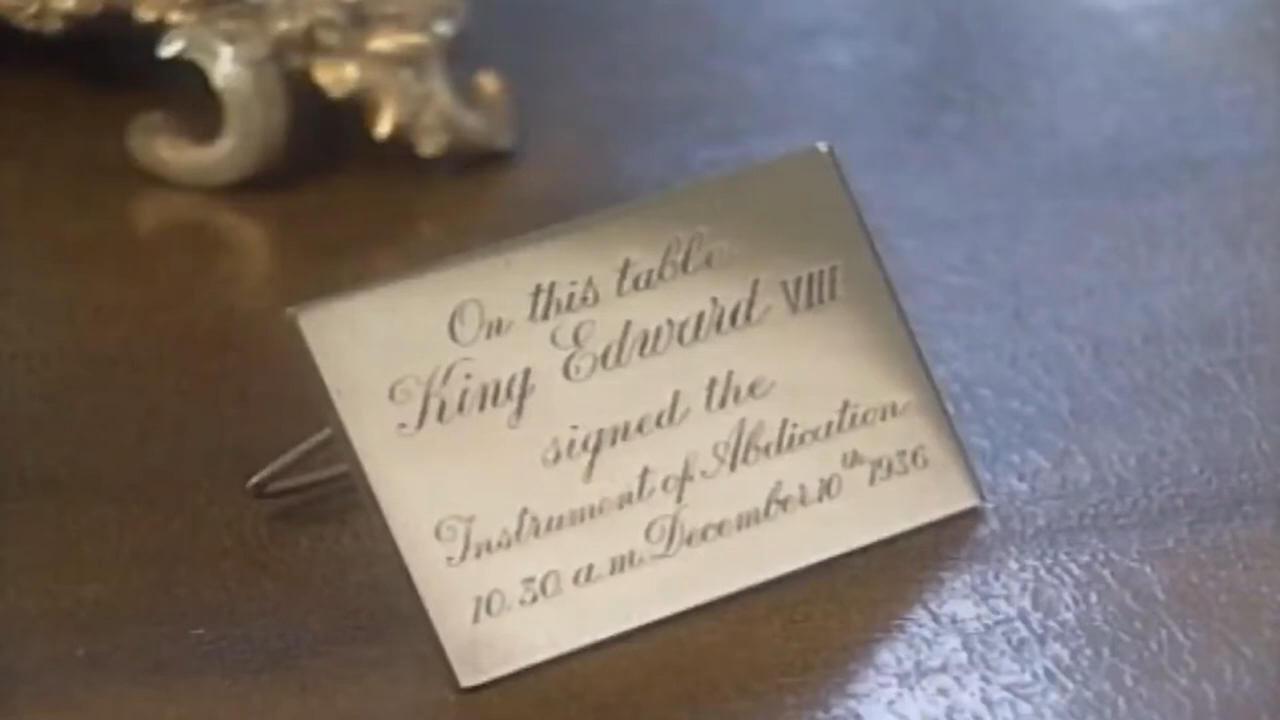 On this table
King Edward VIII
signed the
Instrument of Abdication
10.30 a.m. December 10th 1936